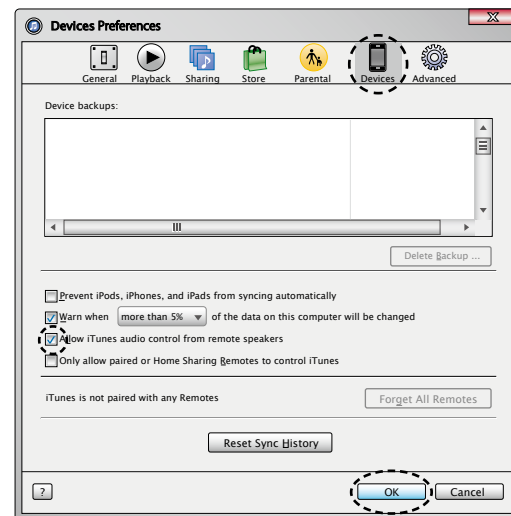 Devices Preferences
General Playback Sharing Store Parental Devices Advanced
Device backups:
Delete Backup ...
Prevent iPods, iPhones, and iPads from syncing automatically
Warn when more than 5% of the data on this computer will be changed
Allow iTunes audio control from remote speakers
Only allow paired or Home Sharing Remotes to control iTunes
iTunes is not paired with any Remotes Forget All Remotes
Reset Sync History
? OK Cancel